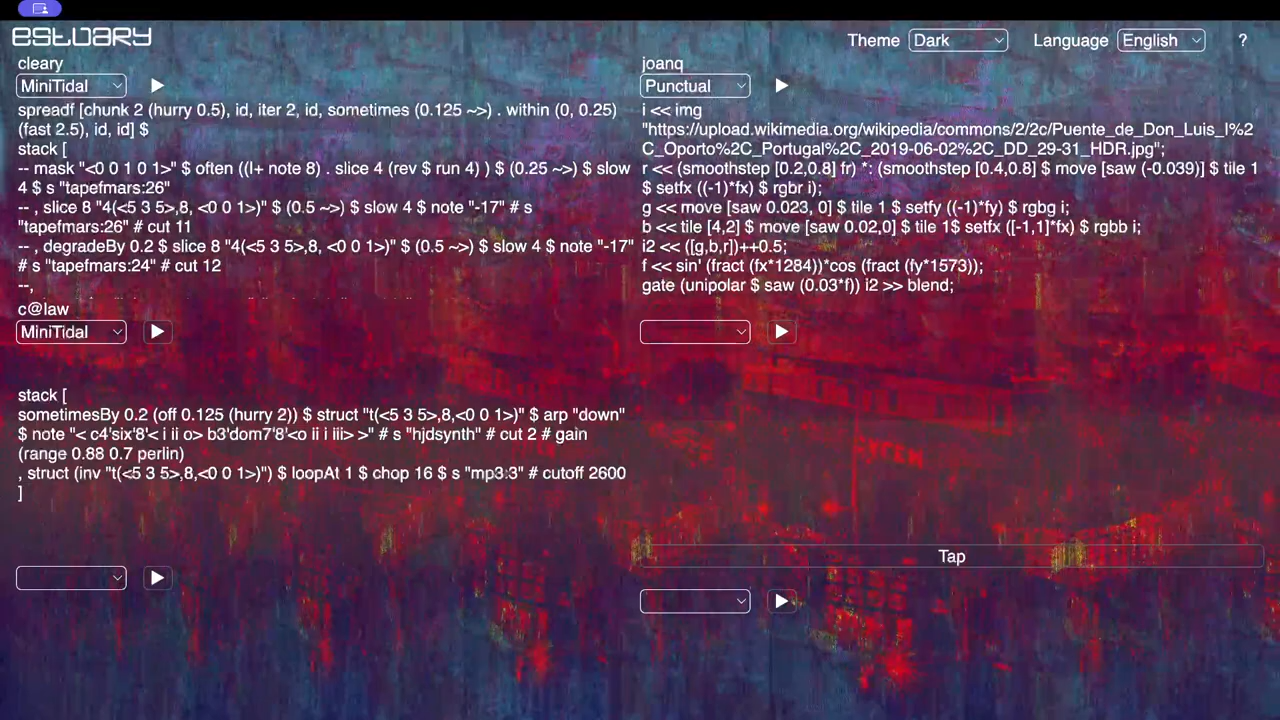 estuary
Theme Dark Language English ?
cleary
MiniTidal
spreadf [chunk 2 (hurry 0.5), id, iter 2, id, sometimes (0.125 ~>) . within (0, 0.25)
(fast 2.5), id, id] $
stack [
-- mask "<0 0 1 0 1>" $ often ((|+ note 8) . slice 4 (rev $ run 4) ) $ (0.25 ~>) $ slow
4 $ s "tapefmars:26"
-- , slice 8 "4(<5 3 5>,8, <0 0 1>)" $ (0.5 ~>) $ slow 4 $ note "-17" # s
"tapefmars:26" # cut 11
-- , degradeBy 0.2 $ slice 8 "4(<5 3 5>,8, <0 0 1>)" $ (0.5 ~>) $ slow 4 $ note "-17"
# s "tapefmars:24" # cut 12
--,
joanq
Punctual
i << img
"https://upload.wikimedia.org/wikipedia/commons/2/2c/Puente_de_Don_Luis_I%2
C_Oporto%2C_Portugal%2C_2019-06-02%2C_DD_29-31_HDR.jpg";
r << (smoothstep [0.2,0.8] fr) *: (smoothstep [0.4,0.8] $ move [saw (-0.039)] $ tile 1
$ setfx ((-1)*fx) $ rgbr i);
g << move [saw 0.023, 0] $ tile 1 $ setfy ((-1)*fy) $ rgbg i;
b << tile [4,2] $ move [saw 0.02,0] $ tile 1$ setfx ([-1,1]*fx) $ rgbb i;
i2 << ([g,b,r])++0.5;
f << sin' (fract (fx*1284))*cos (fract (fy*1573));
gate (unipolar $ saw (0.03*f)) i2 >> blend;
c@law
MiniTidal
stack [
sometimesBy 0.2 (off 0.125 (hurry 2)) $ struct "t(<5 3 5>,8,<0 0 1>)" $ arp "down"
$ note "< c4'six'8'< i ii o> b3'dom7'8'<o ii i iii> >" # s "hjdsynth" # cut 2 # gain
(range 0.88 0.7 perlin)
, struct (inv "t(<5 3 5>,8,<0 0 1>)") $ loopAt 1 $ chop 16 $ s "mp3:3" # cutoff 2600
]
Tap